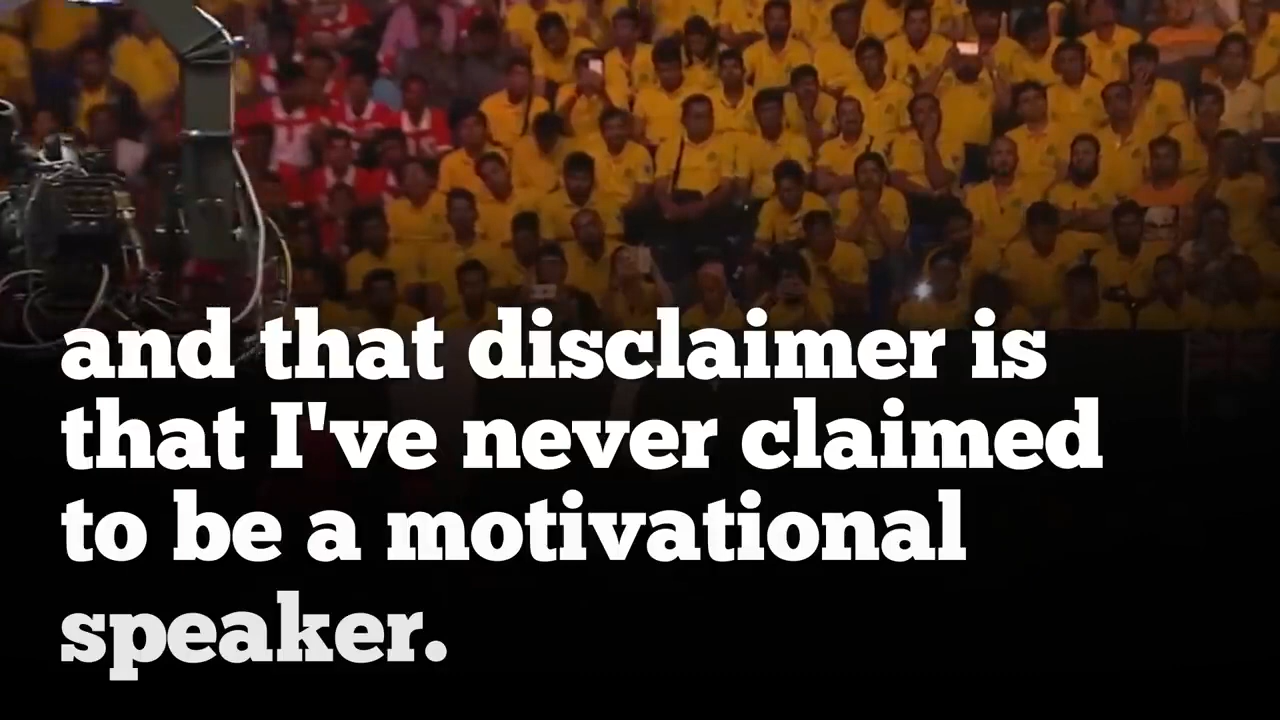 and that disclaimer is
that I've never claimed
to be a motivational
speaker.